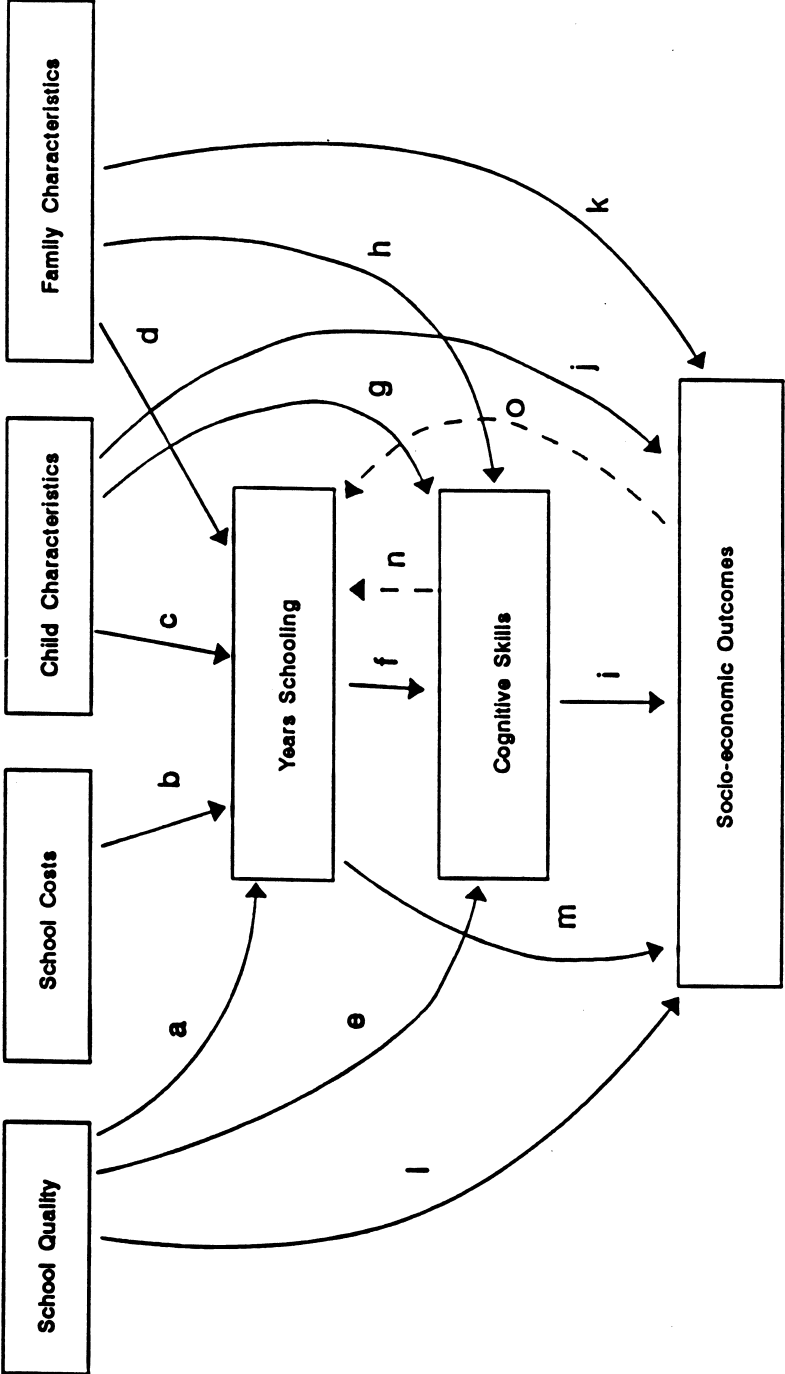 School Quality
School Costs
Child Characteristics
Family Characteristics
a
b
c
d
Years Schooling
e
f
n
g
h
Cognitive Skills
l
m
i
o
j
k
Socio-economic Outcomes